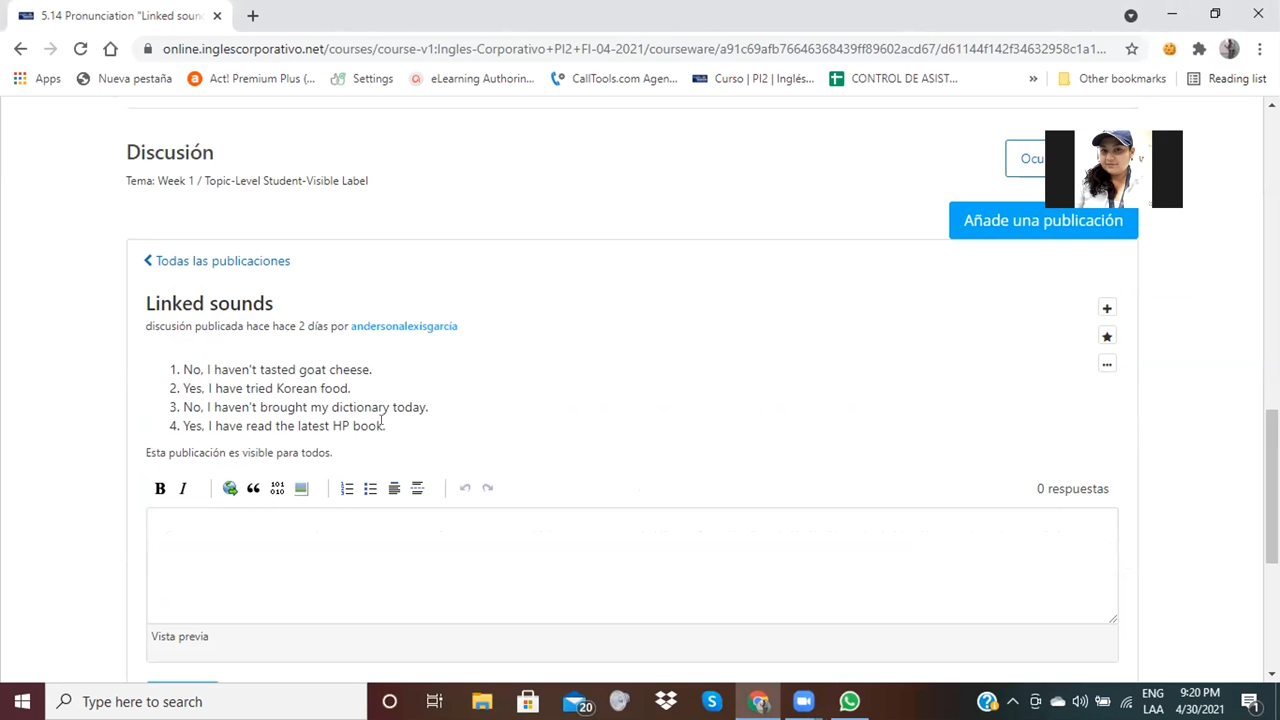 5.14 Pronunciation "Linked soun
online.inglescorporativo.net/courses/course-v1:Ingles-Corporativo+PI2+FI-04-2021/courseware/a91c69afb76646368439ff89602acd67/d61144f142f34632958c1a1...
Apps Nueva pestaña Act! Premium Plus (... Settings eLearning Authorin... CallTools.com Agen... Curso | PI2 | Inglés... CONTROL DE ASIST... » Other bookmarks Reading list
Discusión
Ocu
Tema: Week 1 / Topic-Level Student-Visible Label
Añade una publicación
Todas las publicaciones
Linked sounds
discusión publicada hace hace 2 días por andersonalexisgarcia
1. No, I haven't tasted goat cheese.
2. Yes, I have tried Korean food.
3. No, I haven't brought my dictionary today.
4. Yes, I have read the latest HP book.
Esta publicación es visible para todos.
B I 101 010 0 respuestas
Vista previa
Type here to search
20
ENG 9:20 PM
LAA 4/30/2021
1